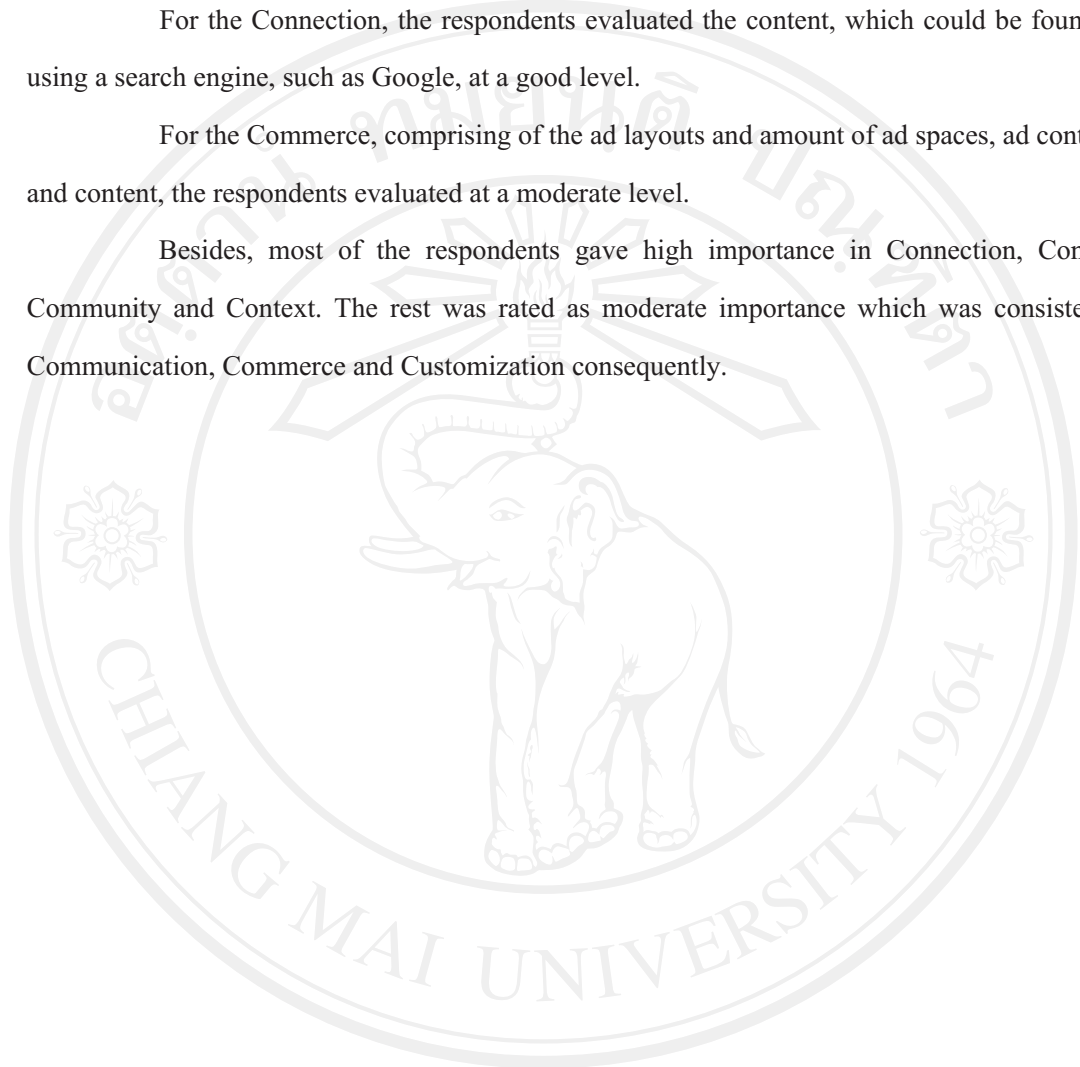 For the Connection, the respondents evaluated the content, which could be foun
using a search engine, such as Google, at a good level.
For the Commerce, comprising of the ad layouts and amount of ad spaces, ad cont
and content, the respondents evaluated at a moderate level.
Besides, most of the respondents gave high importance in Connection, Con
Community and Context. The rest was rated as moderate importance which was consiste
Communication, Commerce and Customization consequently.
CHIANG MAI UNIVERSITY 1964